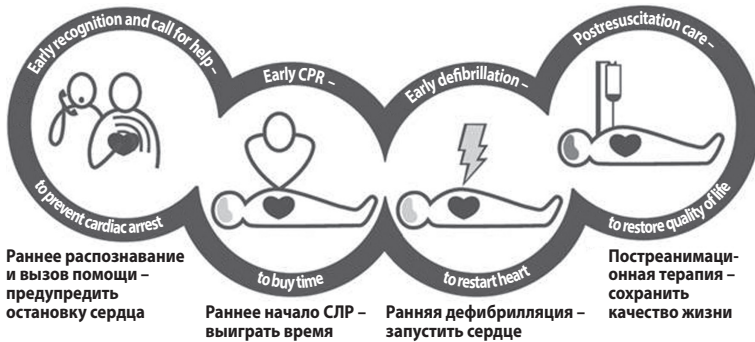 Early recognition and call for help –
to prevent cardiac arrest
Early CPR –
to buy time
Early defibrillation –
to restart heart
Postresuscitation care –
to restore quality of life
Раннее распознавание
и вызов помощи –
предупредить
остановку сердца
Раннее начало СЛР –
выиграть время
Ранняя дефибрилляция –
запустить сердце
Постреанимаци-
онная терапия –
сохранить
качество жизни